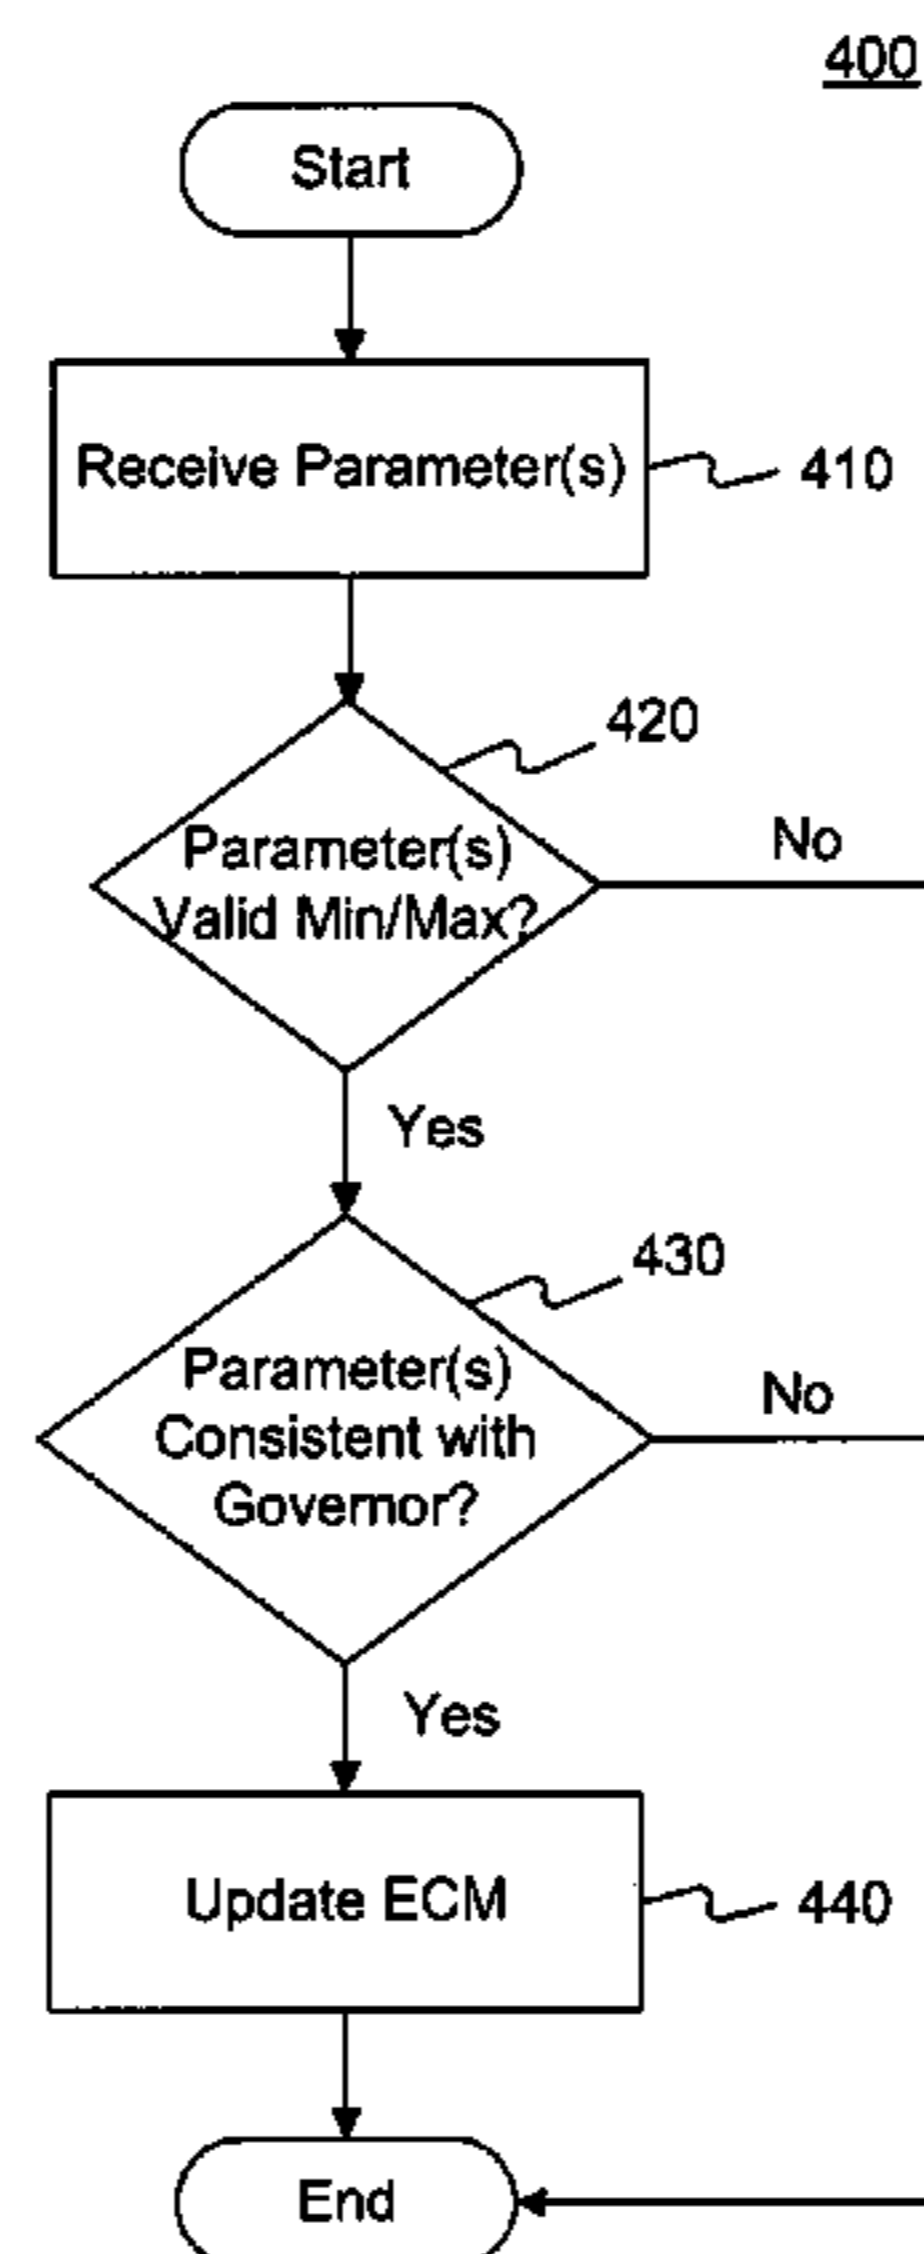 400
Start
Receive Parameter(s)
410
420
Parameter(s)
Valid Min/Max?
No
Yes
430
Parameter(s)
Consistent with
Governor?
No
Yes
Update ECM
440
End